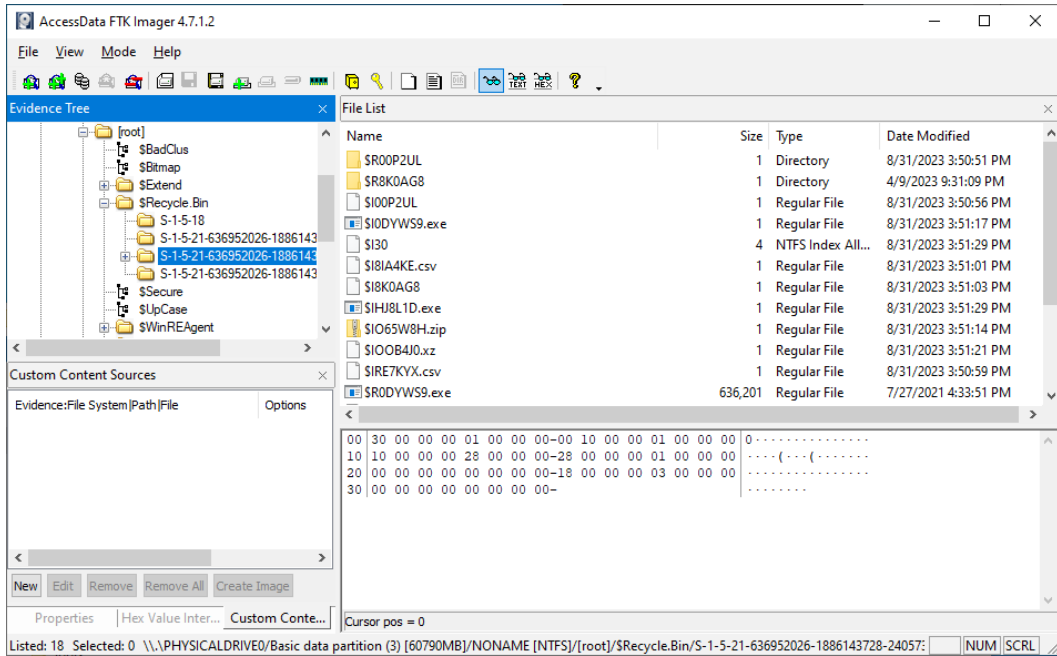 AccessData FTK Imager 4.7.1.2
File View Mode Help
TEXT HEX
Evidence Tree
[root]
$BadClus
$Bitmap
$Extend
$Recycle.Bin
S-1-5-18
S-1-5-21-636952026-1886143
S-1-5-21-636952026-1886143
S-1-5-21-636952026-1886143
$Secure
$UpCase
$WinREAgent
Custom Content Sources
Evidence:File System|Path|File Options
New Edit Remove Remove All Create Image
Properties Hex Value Inter... Custom Conte...
File List
Name Size Type Date Modified
$R00P2UL 1 Directory 8/31/2023 3:50:51 PM
$R8K0AG8 1 Directory 4/9/2023 9:31:09 PM
$I00P2UL 1 Regular File 8/31/2023 3:50:56 PM
$I0DYWS9.exe 1 Regular File 8/31/2023 3:51:17 PM
$I30 4 NTFS Index All... 8/31/2023 3:51:29 PM
$I8IA4KE.csv 1 Regular File 8/31/2023 3:51:01 PM
$I8K0AG8 1 Regular File 8/31/2023 3:51:03 PM
$IHJ8L1D.exe 1 Regular File 8/31/2023 3:51:29 PM
$IO65W8H.zip 1 Regular File 8/31/2023 3:51:14 PM
$IOOB4J0.xz 1 Regular File 8/31/2023 3:51:21 PM
$IRE7KYX.csv 1 Regular File 8/31/2023 3:50:59 PM
$R0DYWS9.exe 636,201 Regular File 7/27/2021 4:33:51 PM
00 30 00 00 00 01 00 00 00-00 10 00 00 01 00 00 00 0···············
10 10 00 00 00 28 00 00 00-28 00 00 00 01 00 00 00 ····(···(·······
20 00 00 00 00 00 00 00 00-18 00 00 00 03 00 00 00 ················
30 00 00 00 00 00 00 00 00- ········
Cursor pos = 0
Listed: 18 Selected: 0 \\.\PHYSICALDRIVE0/Basic data partition (3) [60790MB]/NONAME [NTFS]/[root]/$Recycle.Bin/S-1-5-21-636952026-1886143728-24057 NUM SCRL